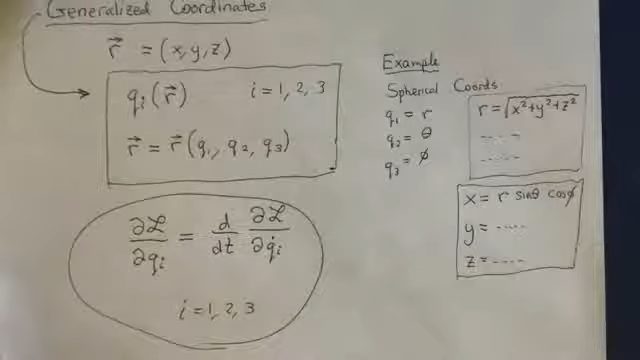 Generalized Coordinates
r⃗ = (x, y, z)
qᵢ(r⃗) i = 1, 2, 3
r⃗ = r⃗(q₁, q₂, q₃)
∂ℒ/∂qᵢ = d/dt ∂ℒ/∂q̇ᵢ
i = 1, 2, 3
Example
Spherical Coords
q₁ = r
q₂ = θ
q₃ = ϕ
r = √(x² + y² + z²)
.....
.....
x = r sinθ cosϕ
y = .....
z = .....